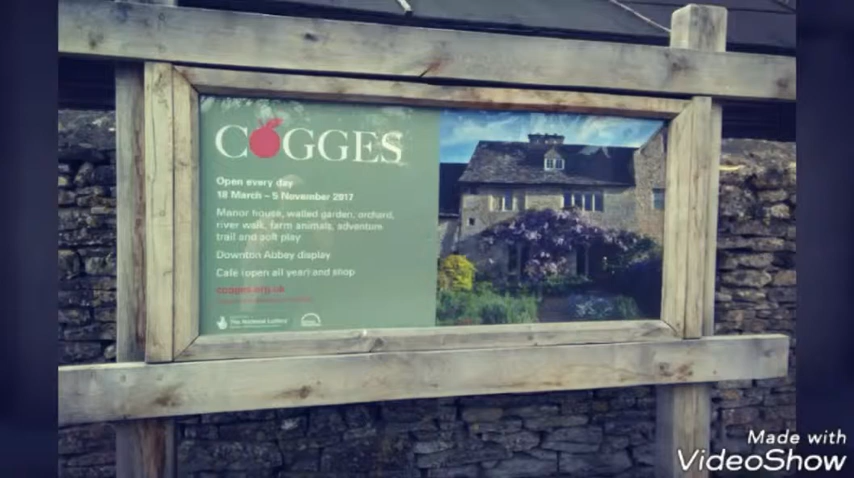 COGGES
Open every day
18 March – 5 November 2017
Manor house, walled garden, orchard,
river walk, farm animals, adventure
trail and soft play
Downton Abbey display
Café (open all year) and shop
cogges.org.uk
Made with
VideoShow